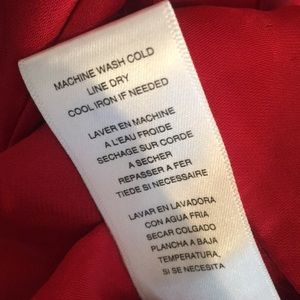 MACHINE WASH COLD
LINE DRY
COOL IRON IF NEEDED
LAVER EN MACHINE
A L'EAU FROIDE
SECHAGE SUR CORDE
A SECHER
REPASSER A FER
TIEDE SI NECESSAIRE
LAVAR EN LAVADORA
CON AGUA FRIA
SECAR COLGADO
PLANCHA A BAJA
TEMPERATURA,
SI SE NECESITA